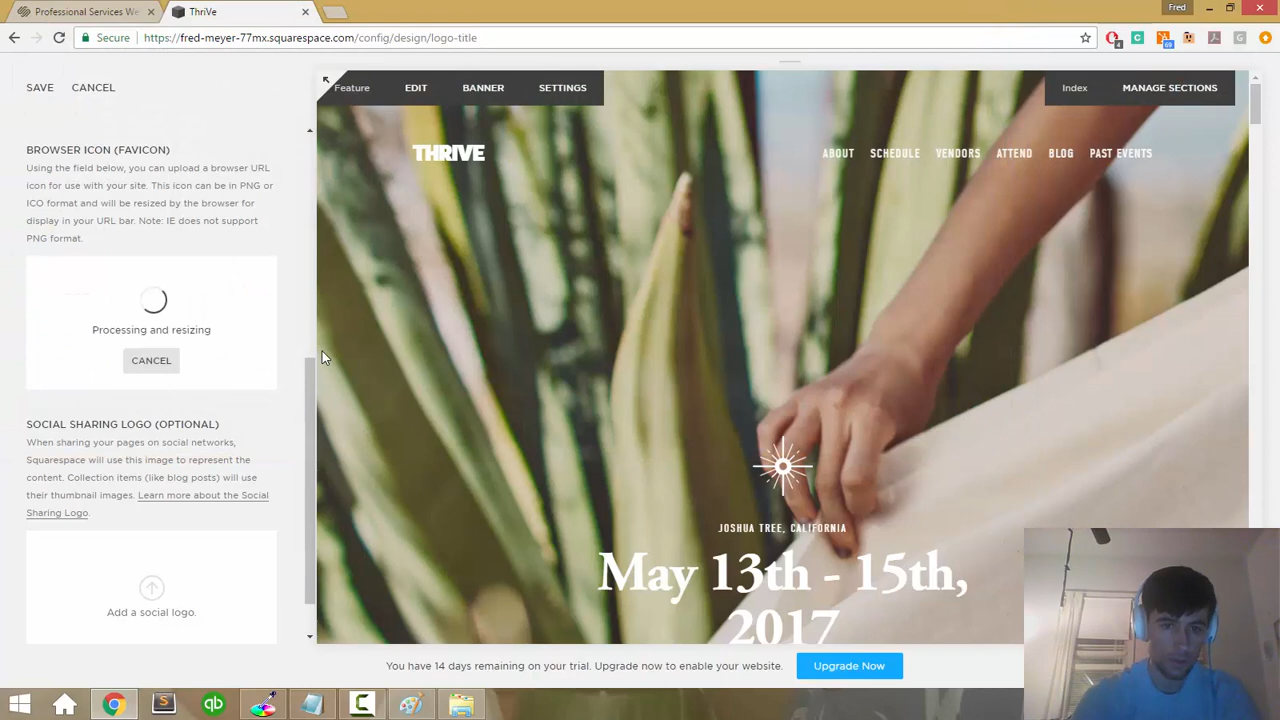 Professional Services We
ThriVe
Fred
Secure
https://fred-meyer-77mx.squarespace.com/config/design/logo-title
4
69
SAVE
CANCEL
Feature
EDIT
BANNER
SETTINGS
Index
MANAGE SECTIONS
BROWSER ICON (FAVICON)
Using the field below, you can upload a browser URL
icon for use with your site. This icon can be in PNG or
ICO format and will be resized by the browser for
display in your URL bar. Note: IE does not support
PNG format.
Processing and resizing
CANCEL
SOCIAL SHARING LOGO (OPTIONAL)
When sharing your pages on social networks,
Squarespace will use this image to represent the
content. Collection items (like blog posts) will use
their thumbnail images. Learn more about the Social
Sharing Logo.
Add a social logo.
THRIVE
ABOUT
SCHEDULE
VENDORS
ATTEND
BLOG
PAST EVENTS
JOSHUA TREE, CALIFORNIA
May 13th - 15th,
2017
You have 14 days remaining on your trial. Upgrade now to enable your website.
Upgrade Now